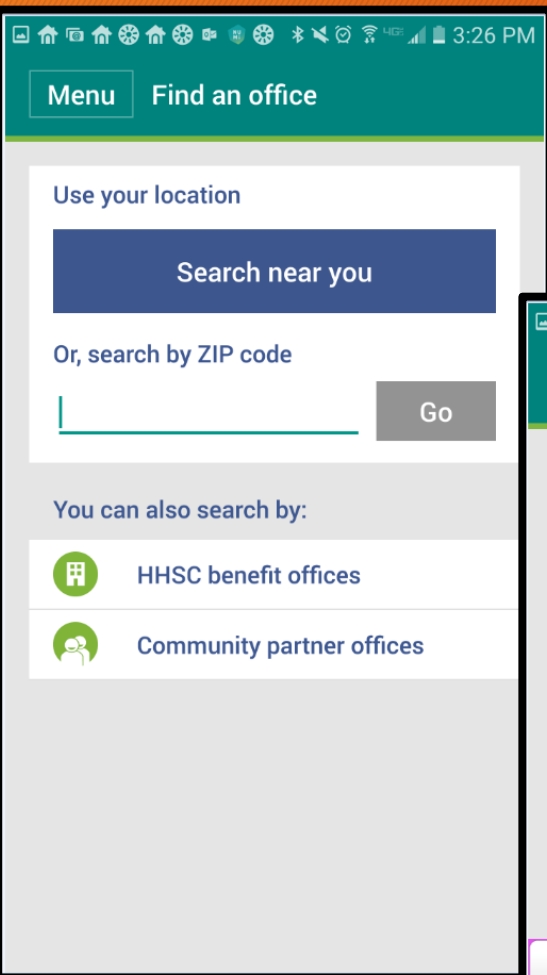 4GE 3:26 PM
Menu Find an office
Use your location
Search near you
Or, search by ZIP code
Go
You can also search by:
HHSC benefit offices
Community partner offices